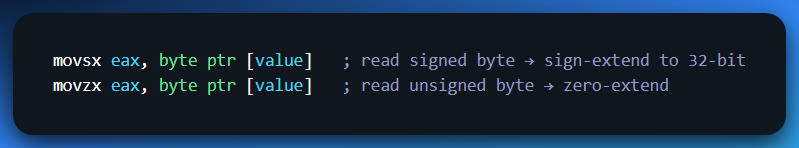 movsx eax, byte ptr [value]   ; read signed byte → sign-extend to 32-bit
movzx eax, byte ptr [value]   ; read unsigned byte → zero-extend